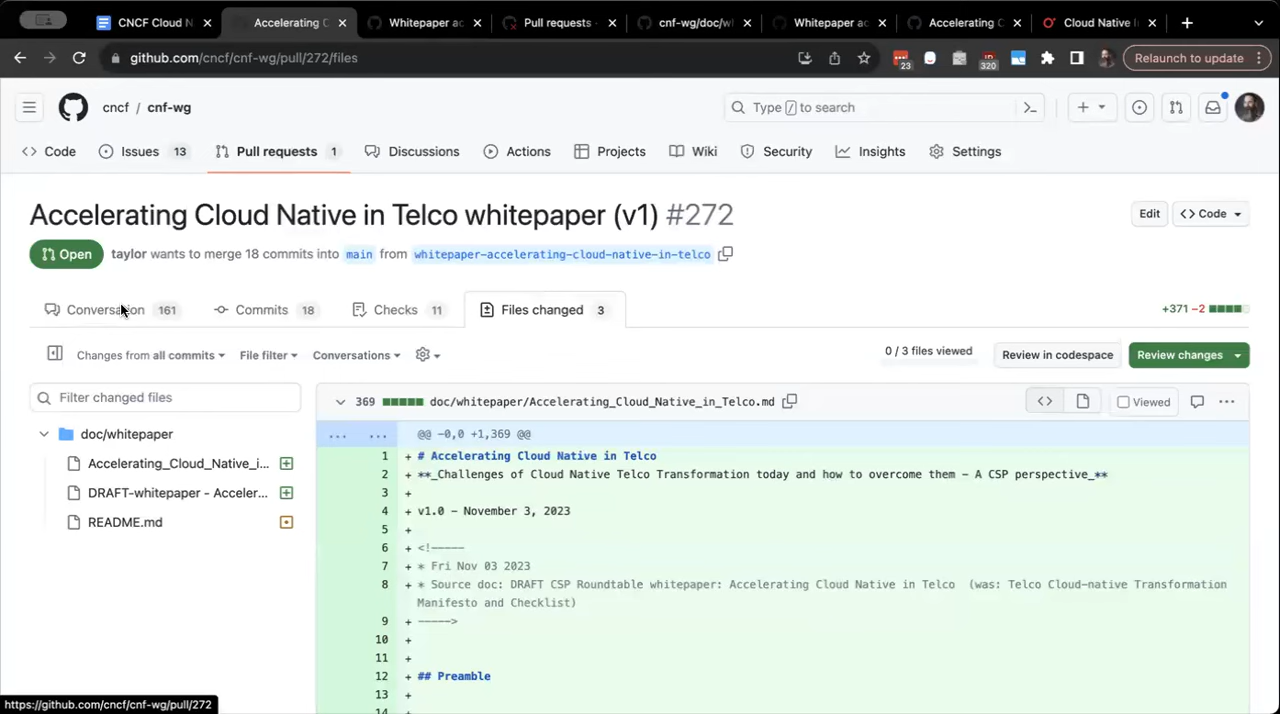 CNCF Cloud N
Accelerating C
Whitepaper ac
Pull requests ·
cnf-wg/doc/w
Whitepaper ac
Accelerating C
Cloud Native I
github.com/cncf/cnf-wg/pull/272/files
23
320
Relaunch to update
cncf / cnf-wg
Type / to search
Code
Issues 13
Pull requests 1
Discussions
Actions
Projects
Wiki
Security
Insights
Settings
Accelerating Cloud Native in Telco whitepaper (v1) #272
Edit
<> Code
Open
taylor wants to merge 18 commits into main from whitepaper-accelerating-cloud-native-in-telco
Conversation 161
Commits 18
Checks 11
Files changed 3
+371 −2
Changes from all commits
File filter
Conversations
0 / 3 files viewed
Review in codespace
Review changes
Filter changed files
doc/whitepaper
Accelerating_Cloud_Native_i...
DRAFT-whitepaper - Acceler...
README.md
369 doc/whitepaper/Accelerating_Cloud_Native_in_Telco.md
Viewed
... ... @@ -0,0 +1,369 @@
1 + # Accelerating Cloud Native in Telco
2 + **_Challenges of Cloud Native Telco Transformation today and how to overcome them - A CSP perspective_**
3 +
4 + v1.0 - November 3, 2023
5 +
6 + <!-----
7 + * Fri Nov 03 2023
8 + * Source doc: DRAFT CSP Roundtable whitepaper: Accelerating Cloud Native in Telco (was: Telco Cloud-native Transformation
Manifesto and Checklist)
9 + ----->
10 +
11 +
12 + ## Preamble
13 +
14
https://github.com/cncf/cnf-wg/pull/272